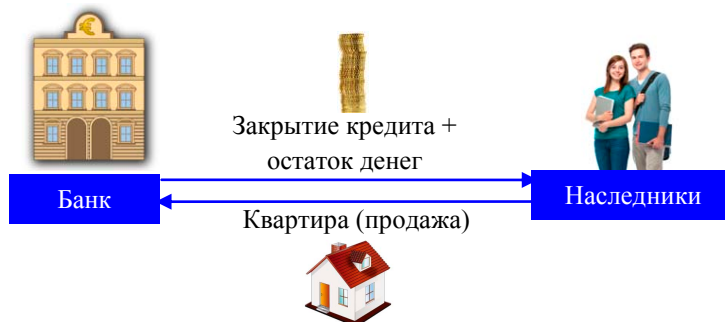 Закрытие кредита +
остаток денег
Банк
Наследники
Квартира (продажа)